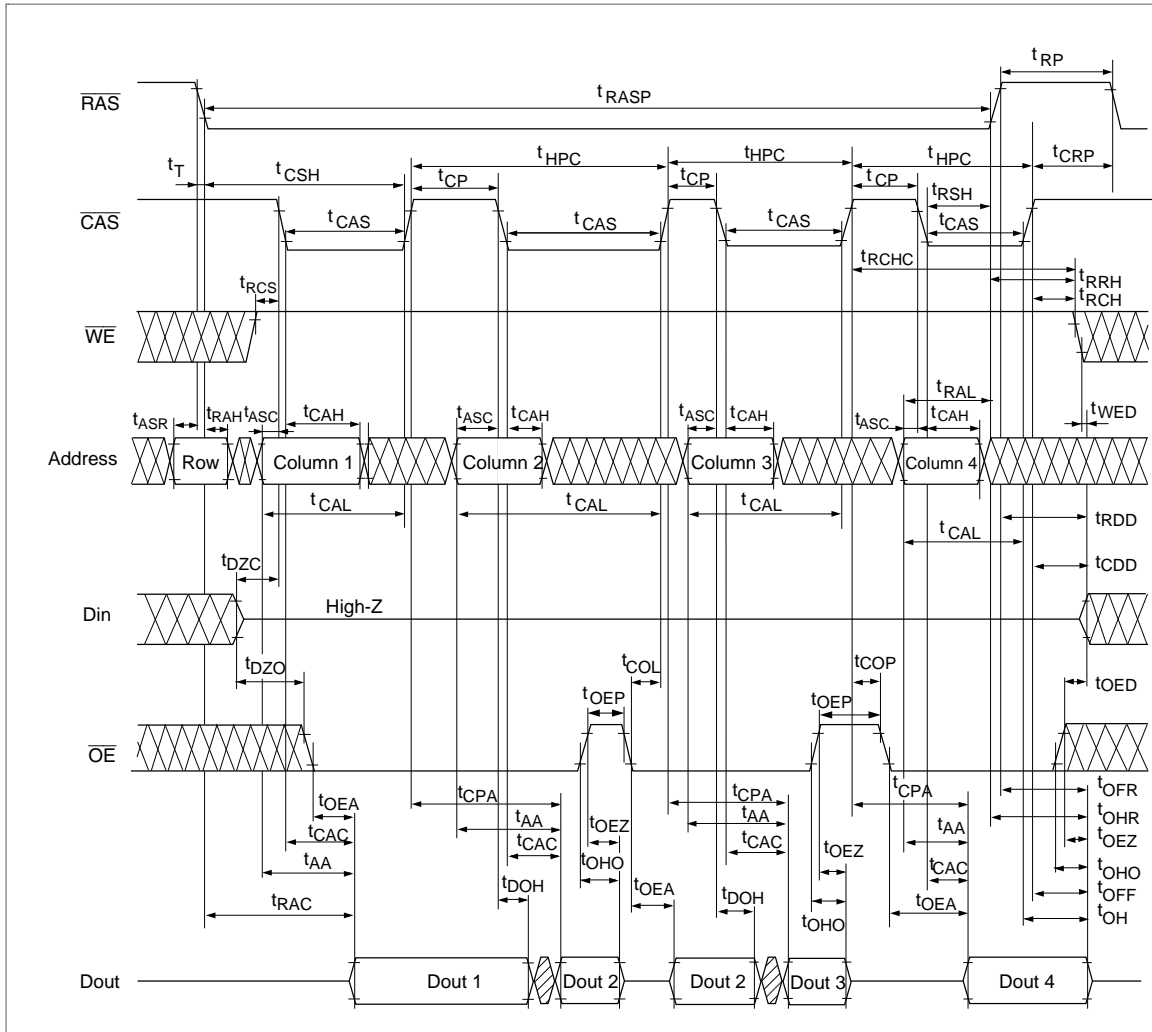 tRP
RAS
tRASP
tT
tCSH
tHPC
tHPC
tHPC
tCRP
tCP
tCP
tCP
tRSH
CAS
tCAS
tCAS
tCAS
tCAS
tRCHC
tRCS
tRRH
tRCH
WE
tRAL
tWED
tASR
tRAH
tASC
tCAH
tASC
tCAH
tASC
tCAH
tASC
tCAH
Address
Row
Column 1
Column 2
Column 3
Column 4
tCAL
tCAL
tCAL
tCAL
tRDD
tDZC
tCDD
Din
High-Z
tDZO
tCOL
tCOP
tOEP
tOEP
tOED
OE
tOEA
tCPA
tCPA
tCPA
tOFR
tCAC
tAA
tOEZ
tAA
tAA
tOHR
tCAC
tCAC
tOEZ
tOEZ
tAA
tOHO
tCAC
tOHO
tRAC
tDOH
tOEA
tDOH
tOHO
tOEA
tOFF
tOH
Dout
Dout 1
Dout 2
Dout 2
Dout 3
Dout 4